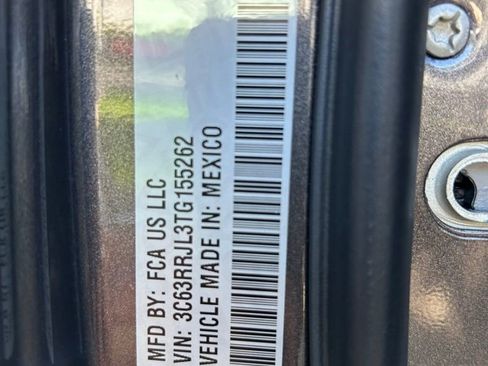 MFD BY: FCA US LLC
VIN: 3C63RRJL3TG155262
VEHICLE MADE IN: MEXICO